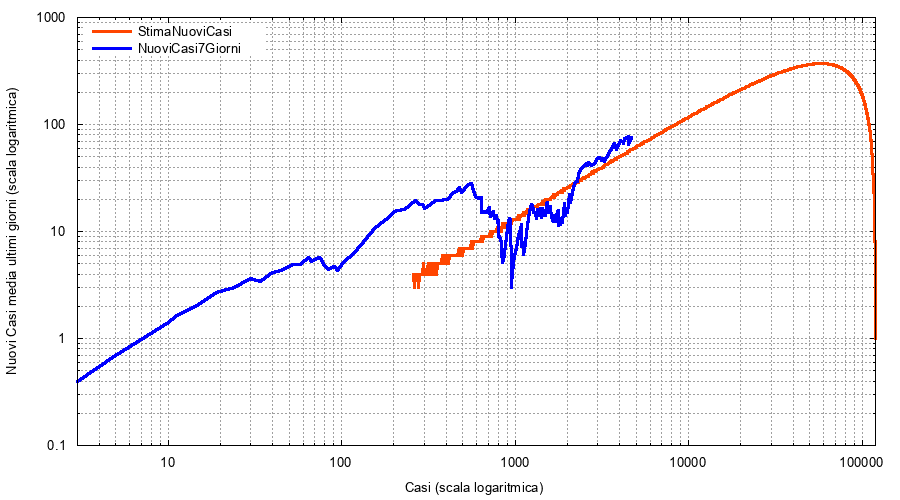 StimaNuoviCasi
NuoviCasi7Giorni
1000
100
10
1
0.1
Nuovi Casi media ultimi giorni (scala logaritmica)
10 100 1000 10000 100000
Casi (scala logaritmica)